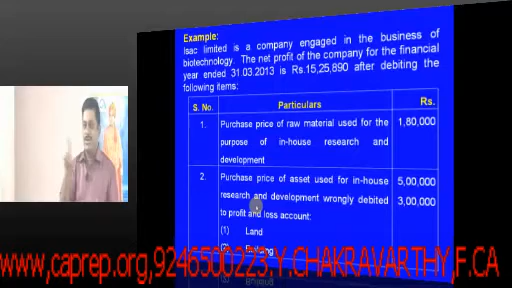 Example:
Isac limited is a company engaged in the business of
biotechnology. The net profit of the company for the financial
year ended 31.03.2013 is Rs.15,25,890 after debiting the
following items:
S. No. Particulars Rs.
1. Purchase price of raw material used for the 1,80,000
purpose of in-house research and
development
2. Purchase price of asset used for in-house 5,00,000
research and development wrongly debited 3,00,000
to profit and loss account:
(1) Land
(2) Building
www.caprep.org,9246500223.Y.CHAKRAVARTHY,F.CA